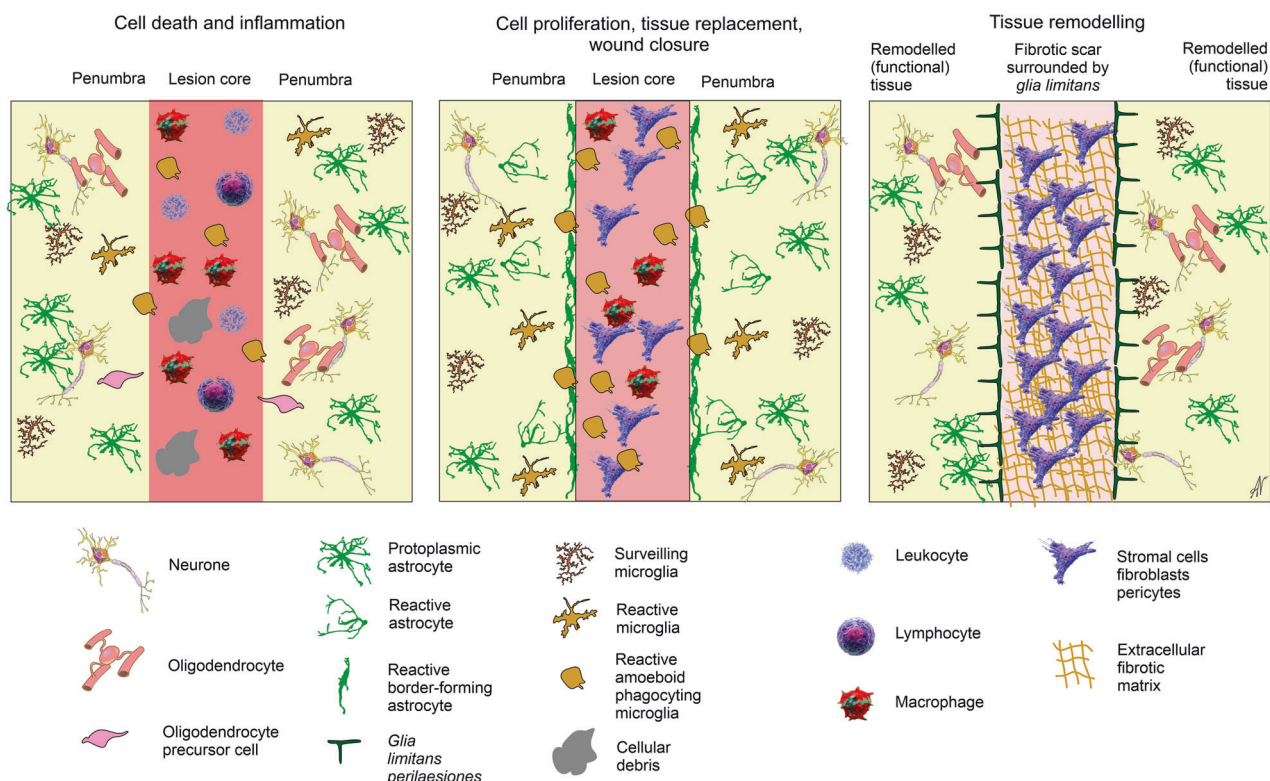 Cell death and inflammation
Cell proliferation, tissue replacement,
wound closure
Tissue remodelling
Penumbra
Lesion core
Penumbra
Penumbra
Lesion core
Penumbra
Remodelled
(functional)
tissue
Fibrotic scar
surrounded by
glia limitans
Remodelled
(functional)
tissue
Neurone
Oligodendrocyte
Oligodendrocyte
precursor cell
Protoplasmic
astrocyte
Reactive
astrocyte
Reactive
border-forming
astrocyte
Glia
limitans
perilaesiones
Surveilling
microglia
Reactive
microglia
Reactive
amoeboid
phagocyting
microglia
Cellular
debris
Leukocyte
Lymphocyte
Macrophage
Stromal cells
fibroblasts
pericytes
Extracellular
fibrotic
matrix